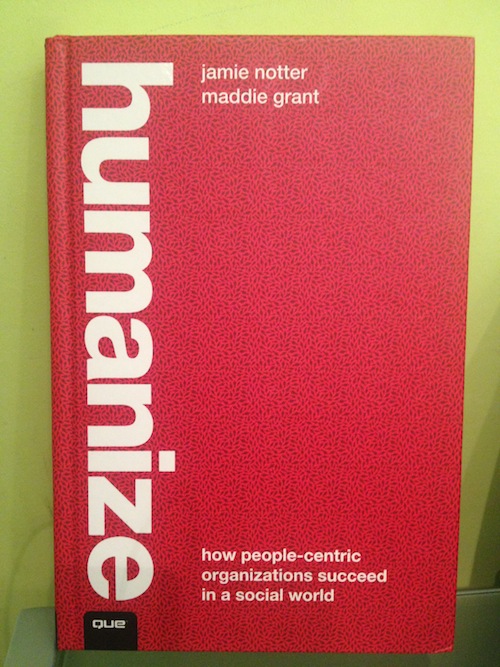 jamie notter
maddie grant
humanize
how people-centric
organizations succeed
in a social world
que